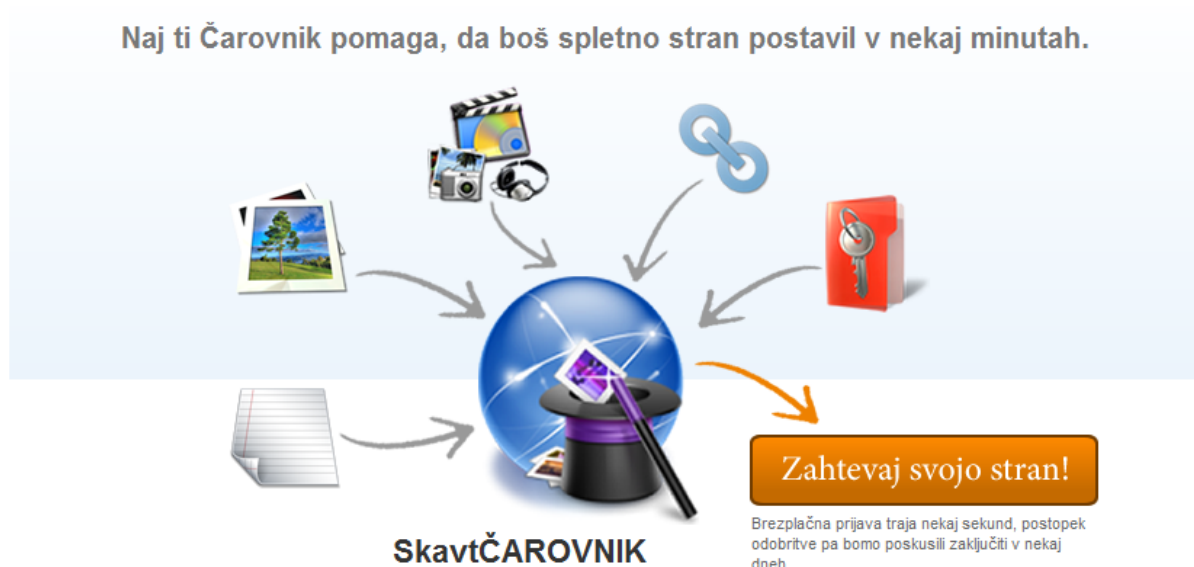 Naj ti Čarovnik pomaga, da boš spletno stran postavil v nekaj minutah.
Zahtevaj svojo stran!
Brezplačna prijava traja nekaj sekund, postopek
odobritve pa bomo poskusili zaključiti v nekaj
dneh
SkavtČAROVNIK